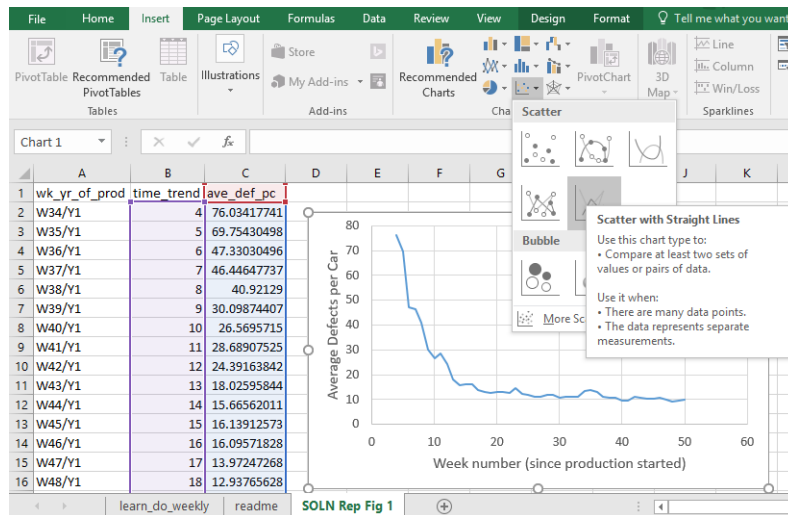 File Home Insert Page Layout Formulas Data Review View Design Format Tell me what you want
PivotTable Recommended PivotTables Table
Tables
Illustrations
Store
My Add-ins
Add-ins
Recommended Charts
PivotChart
3D Map
Line
Column
Win/Loss
Sparklines
Scatter
Chart 1 fx
A B C D E F G J K
1 wk_yr_of_prod time_trend ave_def_pc
2 W34/Y1 4 76.03417741
3 W35/Y1 5 69.75430498
4 W36/Y1 6 47.33030496
5 W37/Y1 7 46.44647737
6 W38/Y1 8 40.92129
7 W39/Y1 9 30.09874407
8 W40/Y1 10 26.5695715
9 W41/Y1 11 28.68907525
10 W42/Y1 12 24.39163842
11 W43/Y1 13 18.02595844
12 W44/Y1 14 15.66562011
13 W45/Y1 15 16.13912573
14 W46/Y1 16 16.09571828
15 W47/Y1 17 13.97247268
16 W48/Y1 18 12.93765628
80
70
60
50
40
30
20
10
0
Average Defects per Car
0 10 20 30 40 50 60
Week number (since production started)
Bubble
More
Scatter with Straight Lines
Use this chart type to:
• Compare at least two sets of
values or pairs of data.
Use it when:
• There are many data points.
• The data represents separate
measurements.
learn_do_weekly readme SOLN Rep Fig 1